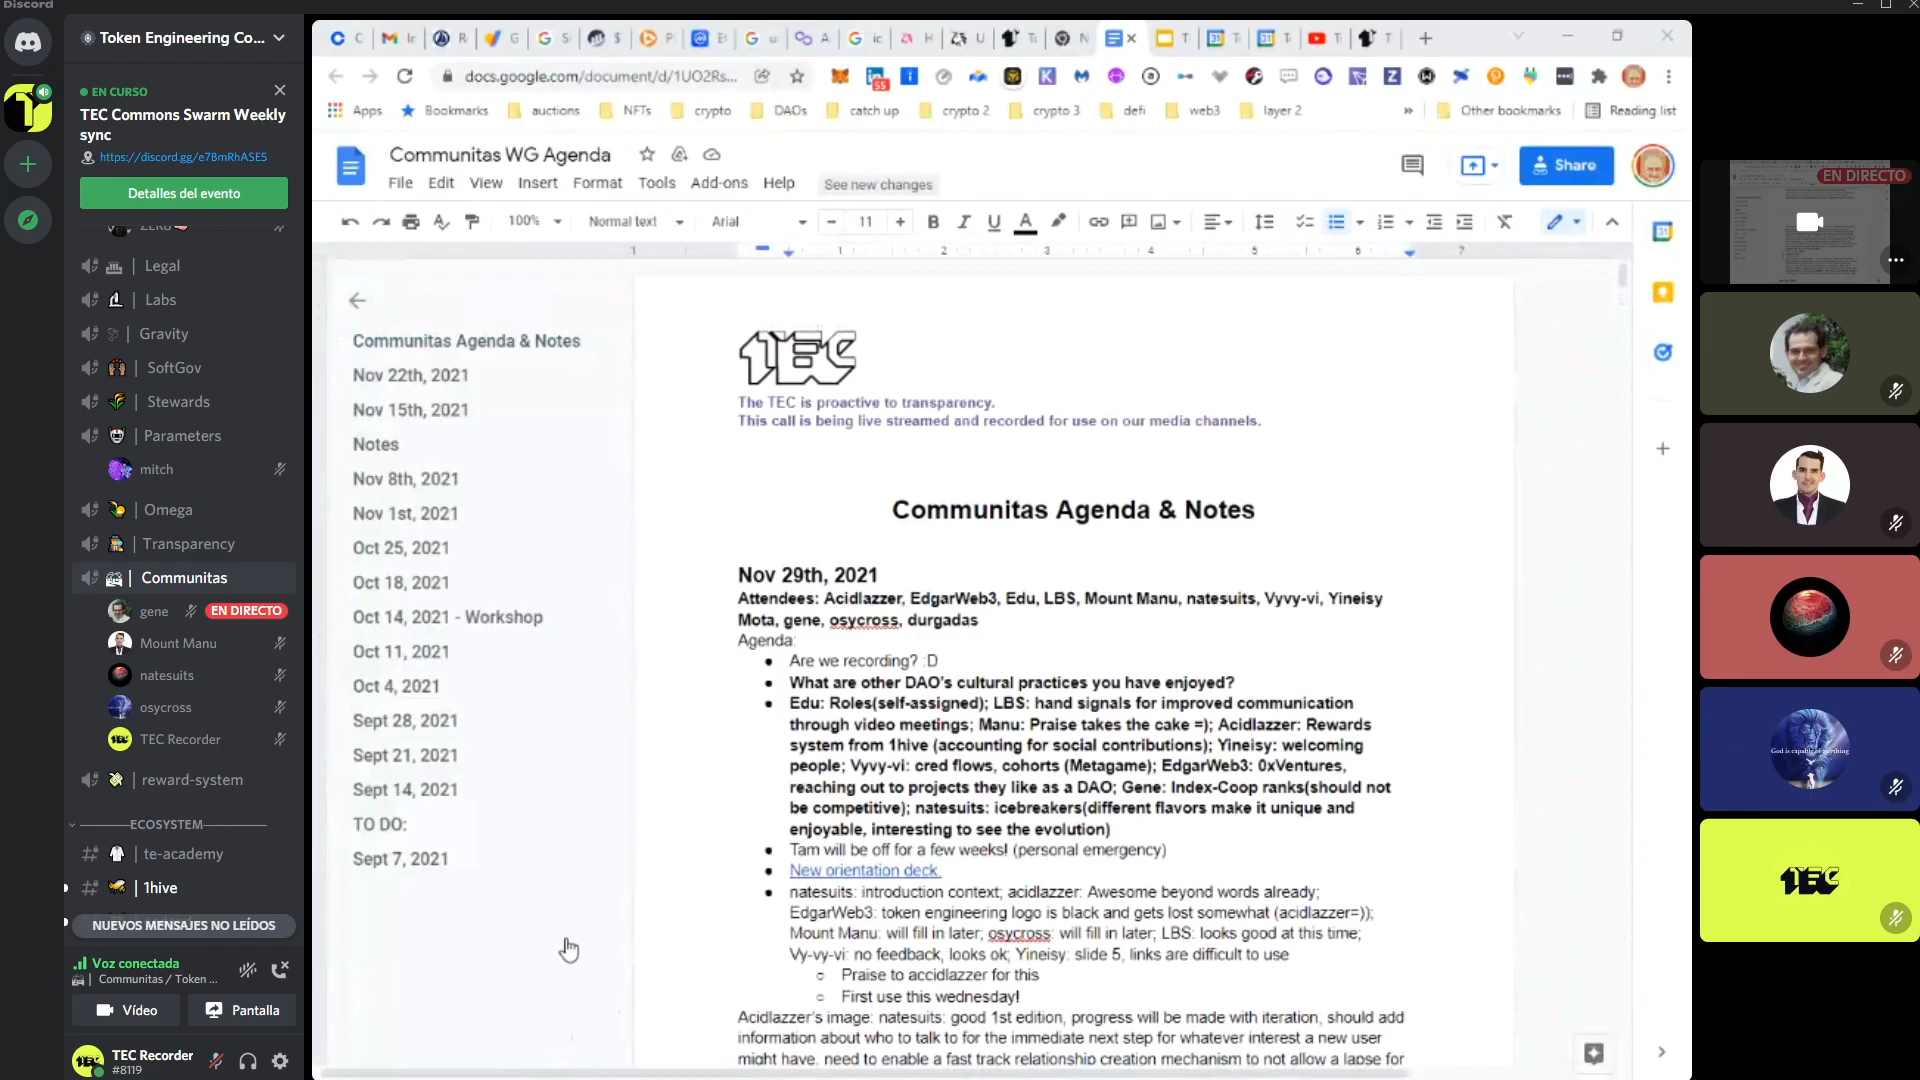 Discord
Token Engineering Co...
EN CURSO
TEC Commons Swarm Weekly
sync
https://discord.gg/e7BmRhASE5
Detalles del evento
Legal
Labs
Gravity
SoftGov
Stewards
Parameters
mitch
Omega
Transparency
Communitas
gene EN DIRECTO
Mount Manu
natesuits
osycross
TEC Recorder
reward-system
ECOSYSTEM
te-academy
1hive
NUEVOS MENSAJES NO LEÍDOS
Voz conectada
Communitas / Token ...
Vídeo Pantalla
TEC Recorder
#8119
docs.google.com/document/d/1UO2Rs...
55
Apps Bookmarks auctions NFTs crypto DAOs catch up crypto 2 crypto 3 defi web3 layer 2 » Other bookmarks Reading list
Communitas WG Agenda
File Edit View Insert Format Tools Add-ons Help See new changes
Share
100% Normal text Arial 11
1 1 2 3 4 5 6 7
Communitas Agenda & Notes
Nov 22th, 2021
Nov 15th, 2021
Notes
Nov 8th, 2021
Nov 1st, 2021
Oct 25, 2021
Oct 18, 2021
Oct 14, 2021 - Workshop
Oct 11, 2021
Oct 4, 2021
Sept 28, 2021
Sept 21, 2021
Sept 14, 2021
TO DO:
Sept 7, 2021
TEC
The TEC is proactive to transparency.
This call is being live streamed and recorded for use on our media channels.
Communitas Agenda & Notes
Nov 29th, 2021
Attendees: Acidlazzer, EdgarWeb3, Edu, LBS, Mount Manu, natesuits, Vyvy-vi, Yineisy
Mota, gene, osycross, durgadas
Agenda:
● Are we recording? :D
● What are other DAO's cultural practices you have enjoyed?
● Edu: Roles(self-assigned); LBS: hand signals for improved communication
through video meetings; Manu: Praise takes the cake =); Acidlazzer: Rewards
system from 1hive (accounting for social contributions); Yineisy: welcoming
people; Vyvy-vi: cred flows, cohorts (Metagame); EdgarWeb3: 0xVentures,
reaching out to projects they like as a DAO; Gene: Index-Coop ranks(should not
be competitive); natesuits: icebreakers(different flavors make it unique and
enjoyable, interesting to see the evolution)
● Tam will be off for a few weeks! (personal emergency)
● New orientation deck.
● natesuits: introduction context; acidlazzer: Awesome beyond words already;
EdgarWeb3: token engineering logo is black and gets lost somewhat (acidlazzer=));
Mount Manu: will fill in later; osycross: will fill in later; LBS: looks good at this time;
Vy-vy-vi: no feedback, looks ok; Yineisy: slide 5, links are difficult to use
○ Praise to accidlazzer for this
○ First use this wednesday!
Acidlazzer's image: natesuits: good 1st edition, progress will be made with iteration, should add
information about who to talk to for the immediate next step for whatever interest a new user
might have. need to enable a fast track relationship creation mechanism to not allow a lapse for
EN DIRECTO
God is capable of anything
TEC